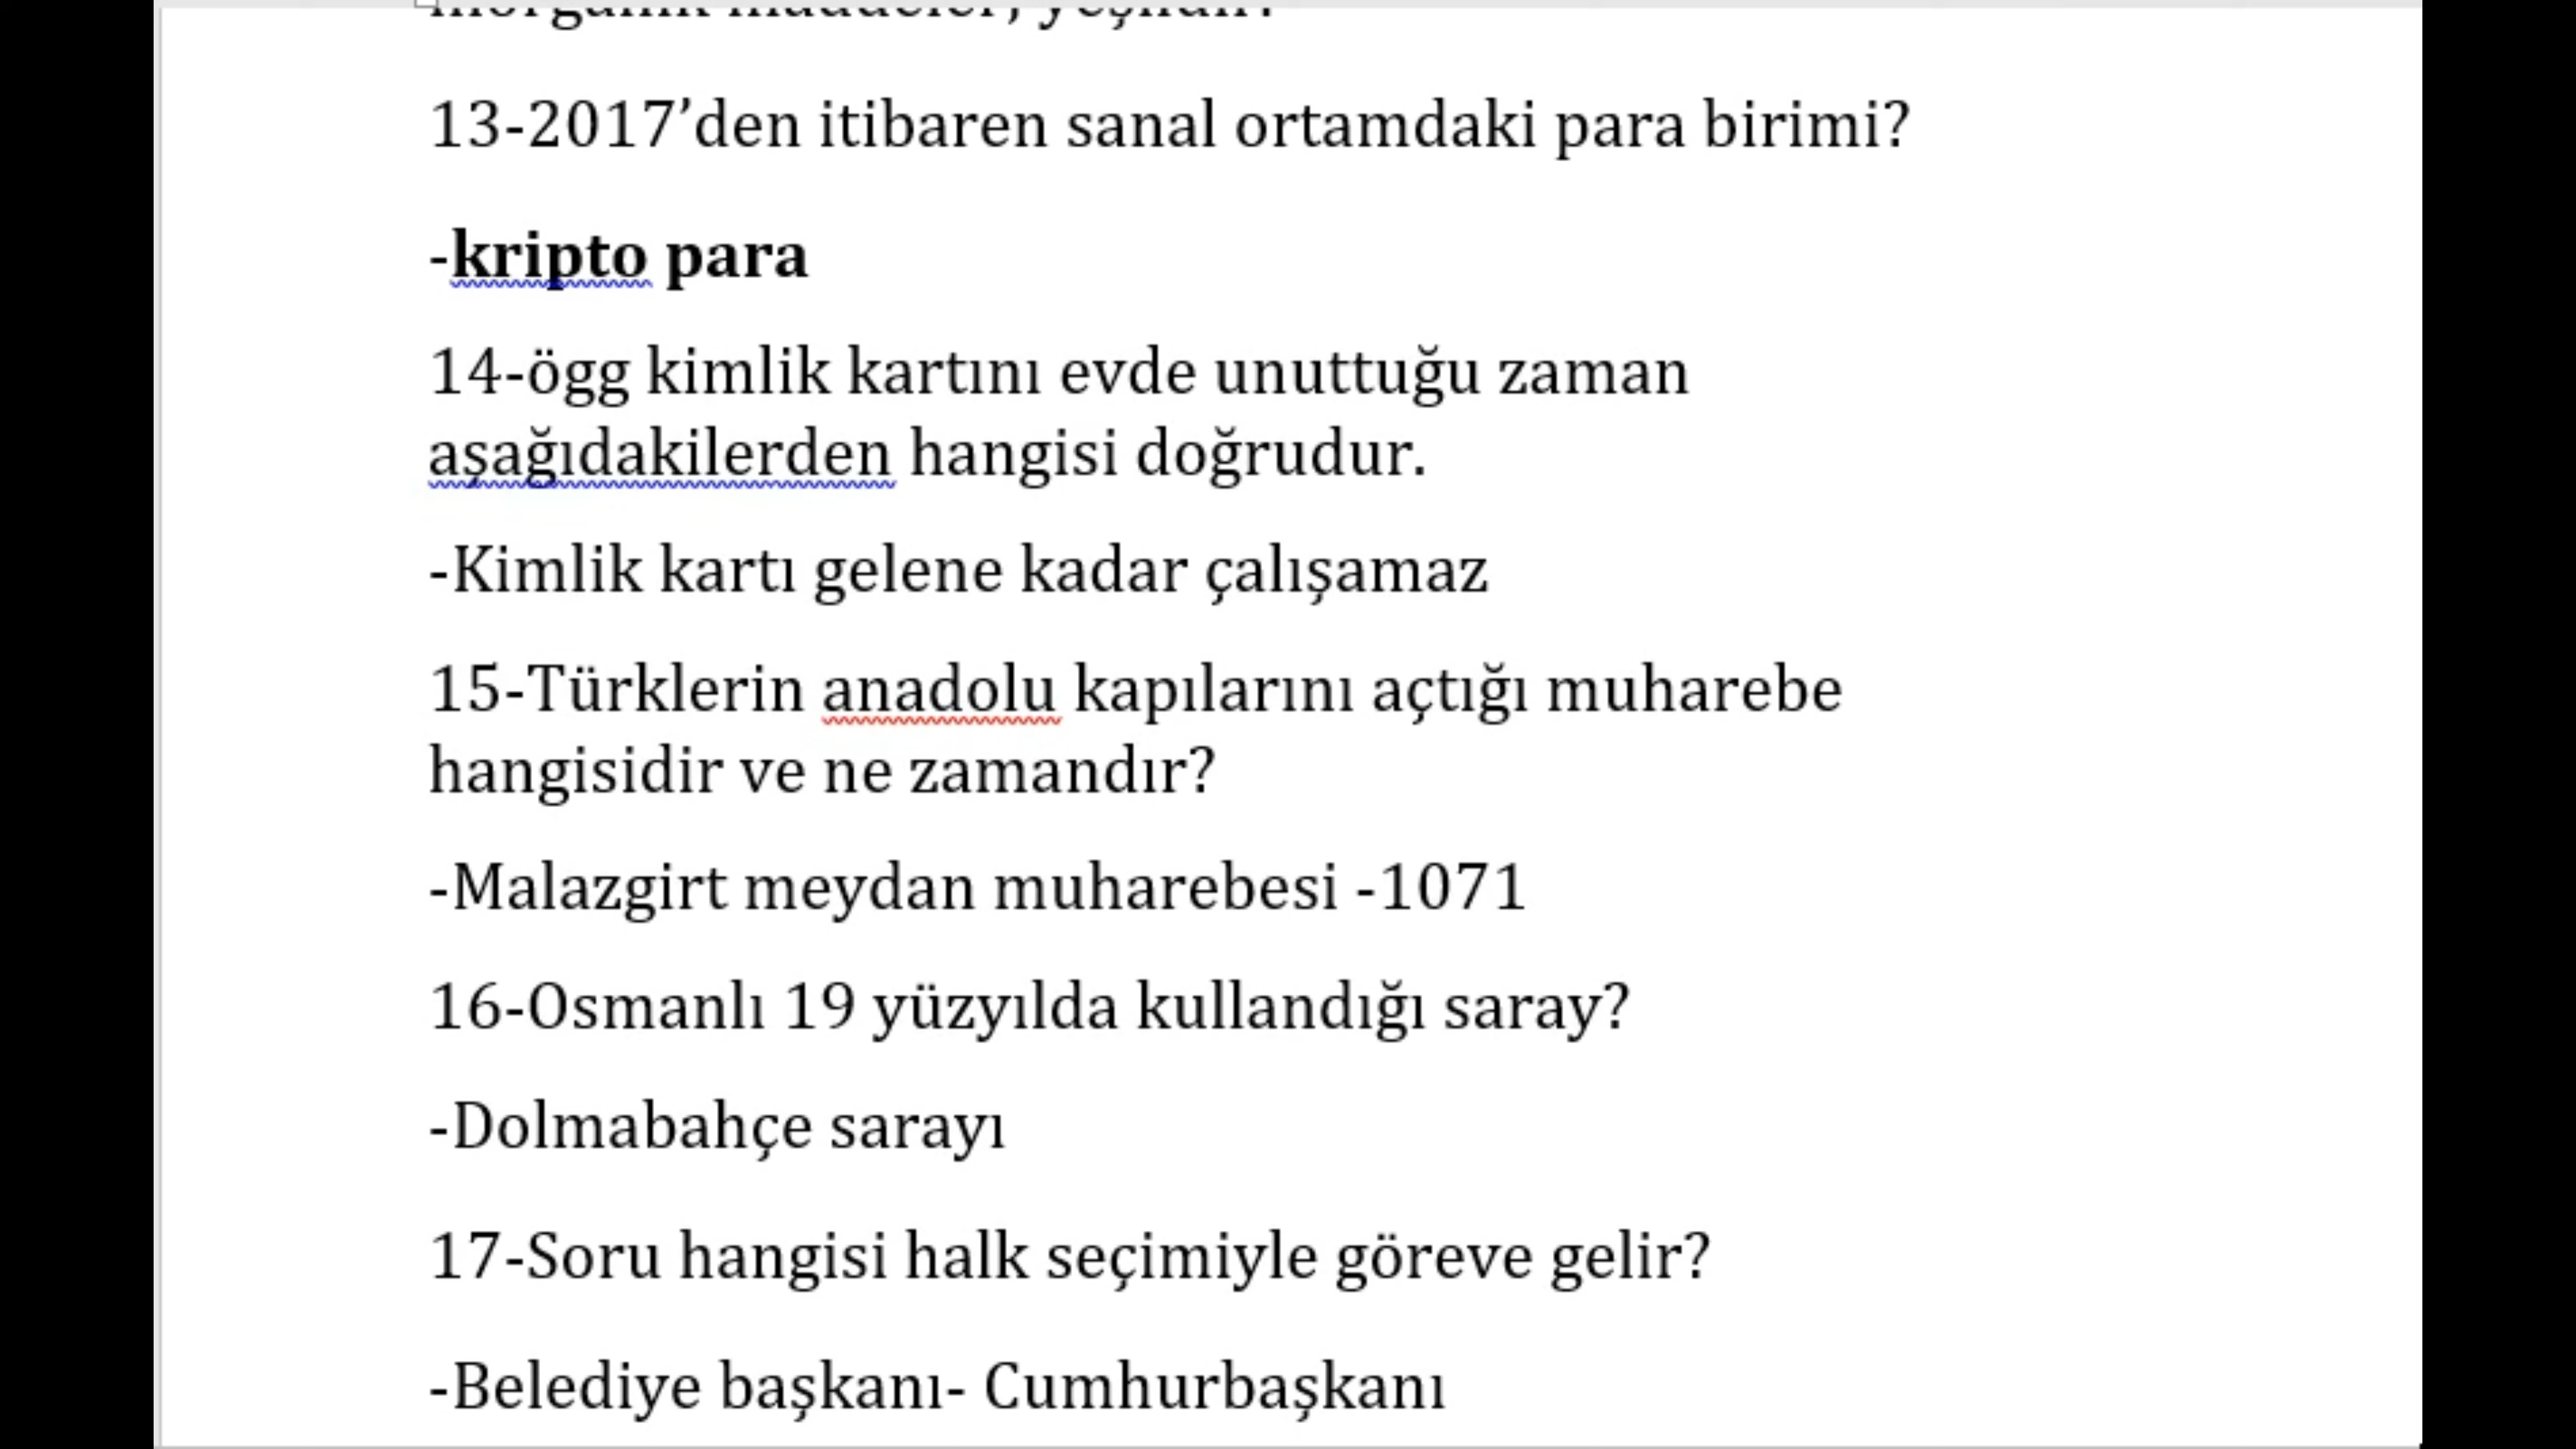 inorganik maddeler, yeşildir?
13-2017’den itibaren sanal ortamdaki para birimi?
-kripto para
14-ögg kimlik kartını evde unuttuğu zaman
aşağıdakilerden hangisi doğrudur.
-Kimlik kartı gelene kadar çalışamaz
15-Türklerin anadolu kapılarını açtığı muharebe
hangisidir ve ne zamandır?
-Malazgirt meydan muharebesi -1071
16-Osmanlı 19 yüzyılda kullandığı saray?
-Dolmabahçe sarayı
17-Soru hangisi halk seçimiyle göreve gelir?
-Belediye başkanı- Cumhurbaşkanı